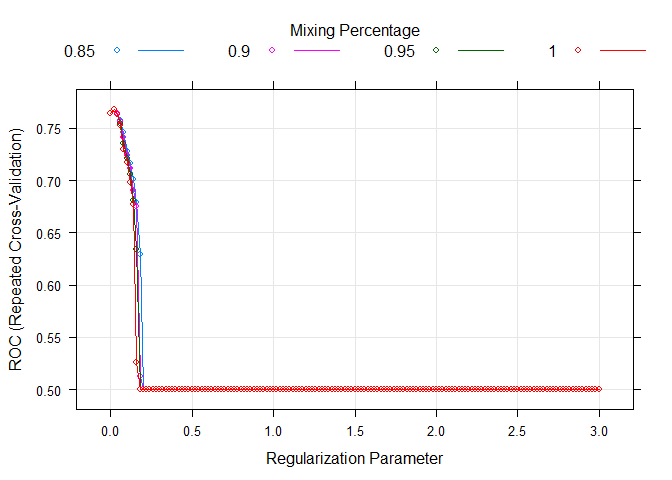 Mixing Percentage
0.85 0.9 0.95 1
ROC (Repeated Cross-Validation)
0.75
0.70
0.65
0.60
0.55
0.50
0.0 0.5 1.0 1.5 2.0 2.5 3.0
Regularization Parameter